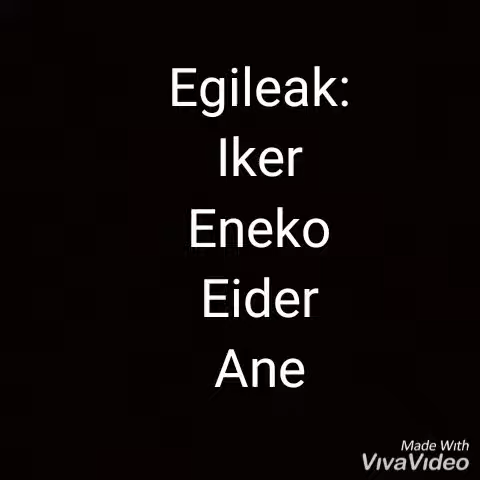 Egileak:
Iker
Eneko
Eider
Ane
Made With
VivaVideo